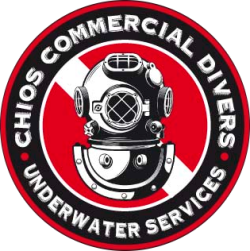 CHIOS COMMERCIAL DIVERS
UNDERWATER SERVICES